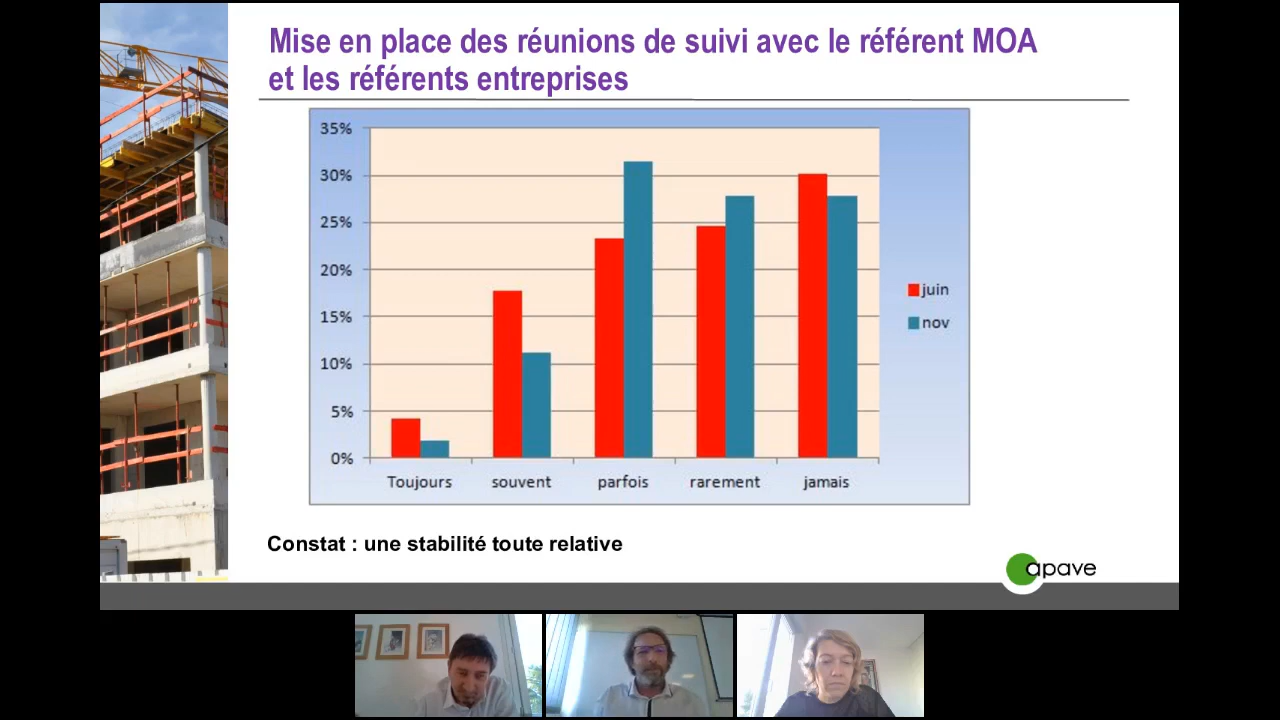 Mise en place des réunions de suivi avec le référent MOA
et les référents entreprises
35%
30%
25%
20%
15%
10%
5%
0%
Toujours souvent parfois rarement jamais
juin
nov
Constat : une stabilité toute relative
apave